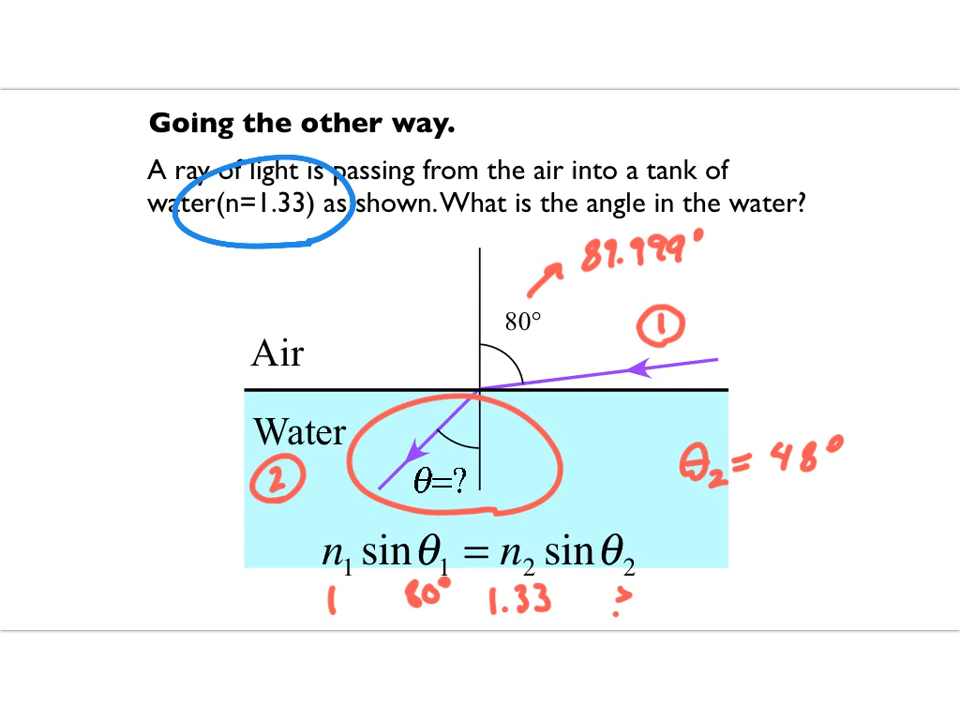 Going the other way.
A ray of light is passing from the air into a tank of
water(n=1.33) as shown. What is the angle in the water?
89.999°
80°
1
Air
Water
2
θ=?
θ₂ = 48°
n₁ sin θ₁ = n₂ sin θ₂
1 80° 1.33 ?